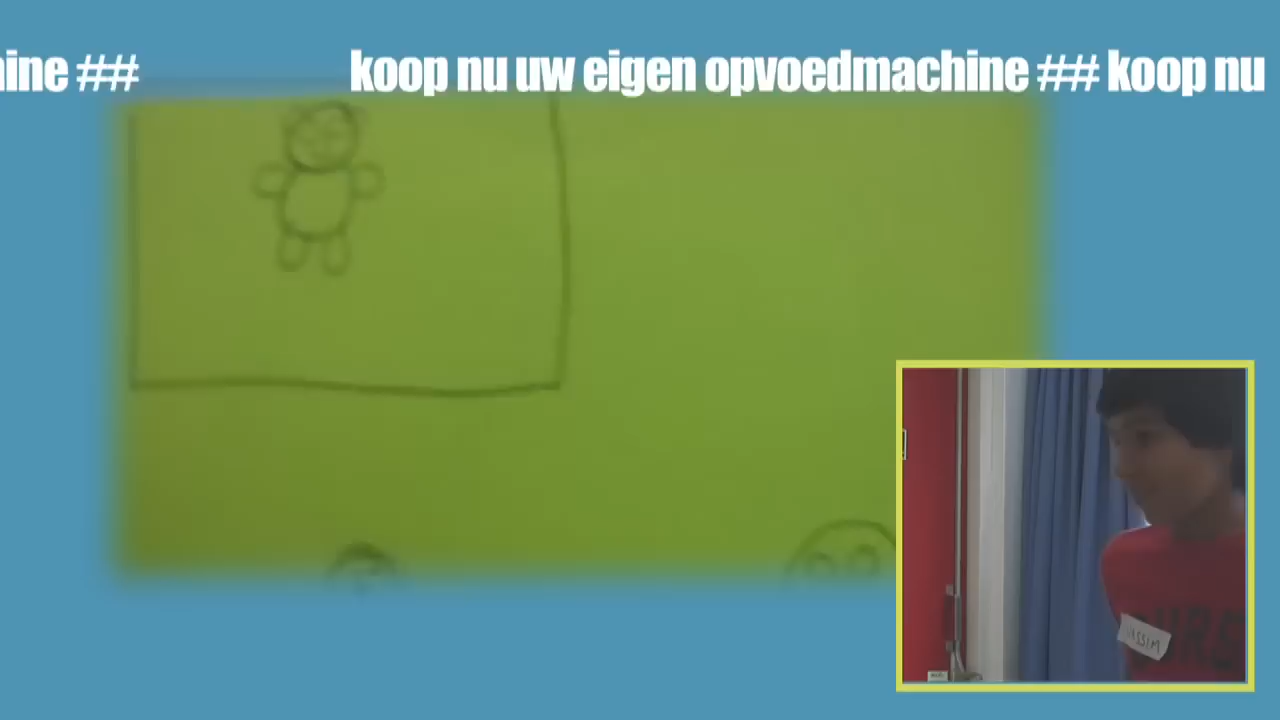 ine ## koop nu uw eigen opvoedmachine ## koop nu